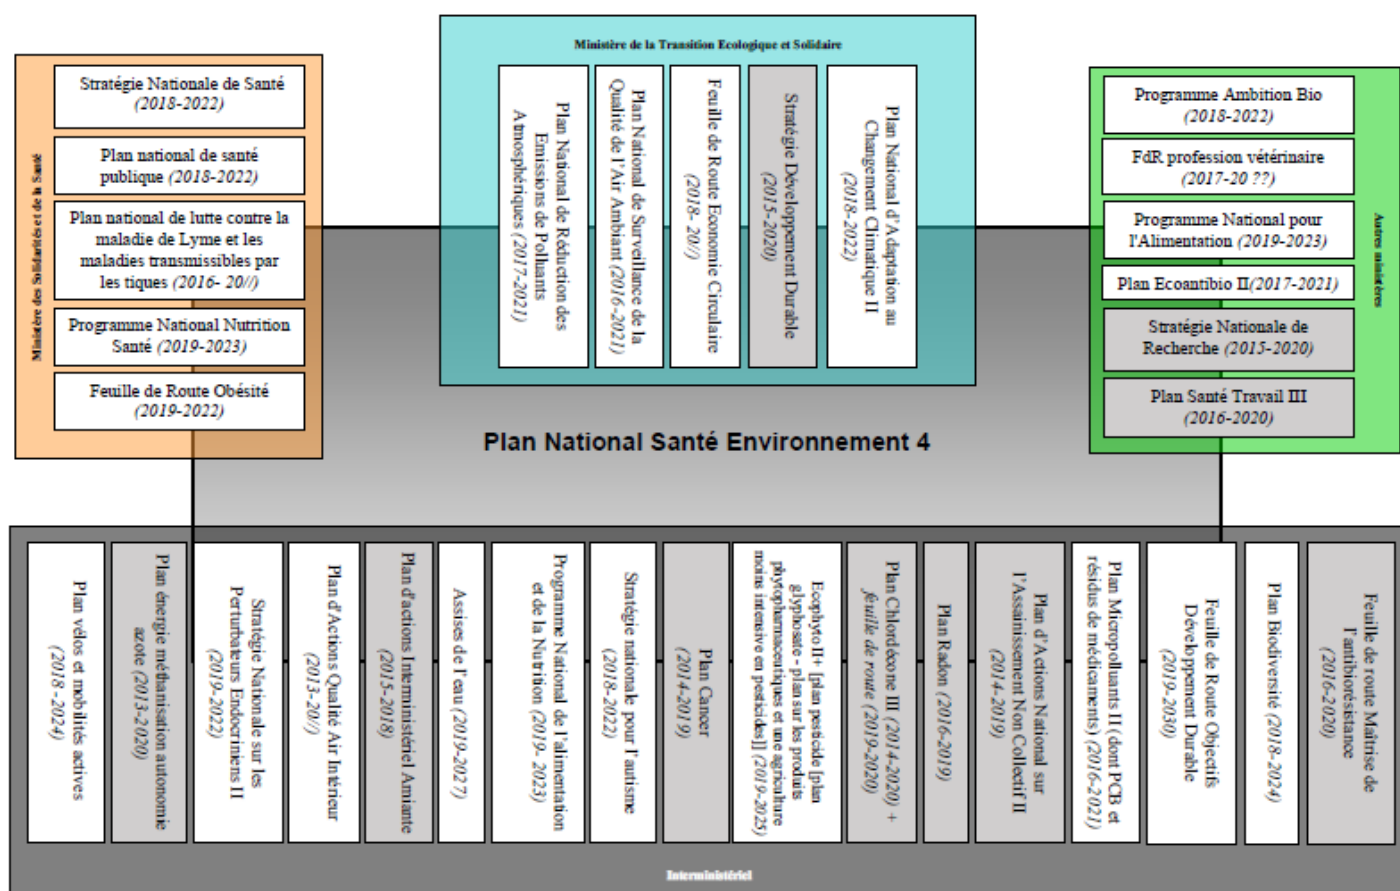 Ministère des Solidarités et de la Santé
Stratégie Nationale de Santé
(2018-2022)
Plan national de santé
publique (2018-2022)
Plan national de lutte contre la
maladie de Lyme et les
maladies transmissibles par
les tiques (2016- 20//)
Programme National Nutrition
Santé (2019-2023)
Feuille de Route Obésité
(2019-2022)
Ministère de la Transition Ecologique et Solidaire
Plan National de Réduction des
Emissions de Polluants
Atmosphériques (2017-2021)
Plan National de Surveillance de la
Qualité de l'Air Ambiant (2016-2021)
Feuille de Route Economie Circulaire
(2018- 20//)
Stratégie Développement Durable
(2015-2020)
Plan National d'Adaptation au
Changement Climatique II
(2018-2022)
Autres ministères
Programme Ambition Bio
(2018-2022)
FdR profession vétérinaire
(2017-20 ??)
Programme National pour
l'Alimentation (2019-2023)
Plan Ecoantibio II(2017-2021)
Stratégie Nationale de
Recherche (2015-2020)
Plan Santé Travail III
(2016-2020)
Plan National Santé Environnement 4
Plan vélos et mobilités actives
(2018 -2024)
Plan énergie méthanisation autonomie
azote (2013-2020)
Stratégie Nationale sur les
Perturbateurs Endocriniens II
(2019-2022)
Plan d'Actions Qualité Air Intérieur
(2013-20//)
Plan d'actions Interministériel Amiante
(2015-2018)
Assises de l'eau (2019-2027)
Programme National de l'alimentation
et de la Nutrition (2019- 2023)
Stratégie nationale pour l'autisme
(2018-2022)
Plan Cancer
(2014-2019)
Ecophyto II+ [plan pesticide [plan
glyphosate - plan sur les produits
phytopharmaceutiques et une agriculture
moins intensive en pesticides]] (2019-2025)
Plan Chlordécone III (2014-2020) +
feuille de route (2019-2020)
Plan Radon (2016-2019)
Plan d'Actions National sur
l'Assainissement Non Collectif II
(2014-2019)
Plan Micropolluants II (dont PCB et
résidus de médicaments) (2016-2021)
Feuille de Route Objectifs
Développement Durable
(2019-2030)
Plan Biodiversité (2018-2024)
Feuille de route Maîtrise de
l'antibiorésistance
(2016-2020)
Interministériel